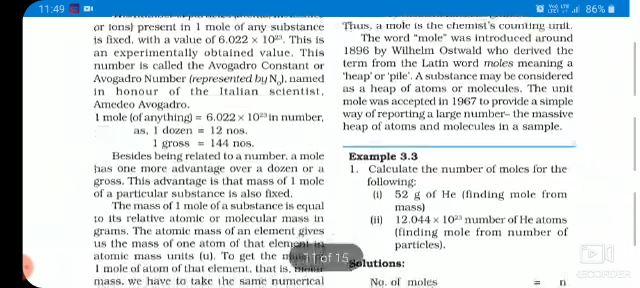 11:49
86%
or Ions) present in 1 mole of any substance
is fixed, with a value of 6.022 × 10²³. This is
an experimentally obtained value. This
number is called the Avogadro Constant or
Avogadro Number (represented by N₀), named
in honour of the Italian scientist,
Amedeo Avogadro.
1 mole (of anything) = 6.022 × 10²³ in number,
as, 1 dozen = 12 nos.
1 gross = 144 nos.
Besides being related to a number, a mole
has one more advantage over a dozen or a
gross. This advantage is that mass of 1 mole
of a particular substance is also fixed.
The mass of 1 mole of a substance is equal
to its relative atomic or molecular mass in
grams. The atomic mass of an element gives
us the mass of one atom of that element in
atomic mass units (u). To get the
1 mole of atom of that element, that is,
mass, we have to take the same numerical
Thus, a mole is the chemist's counting unit.
The word "mole" was introduced around
1896 by Wilhelm Ostwald who derived the
term from the Latin word moles meaning a
'heap' or 'pile'. A substance may be considered
as a heap of atoms or molecules. The unit
mole was accepted in 1967 to provide a simple
way of reporting a large number– the massive
heap of atoms and molecules in a sample.
Example 3.3
1. Calculate the number of moles for the
following:
(i) 52 g of He (finding mole from
mass)
(ii) 12.044 × 10²³ number of He atoms
(finding mole from number of
particles).
Solutions:
No. of moles = n
11 of 15